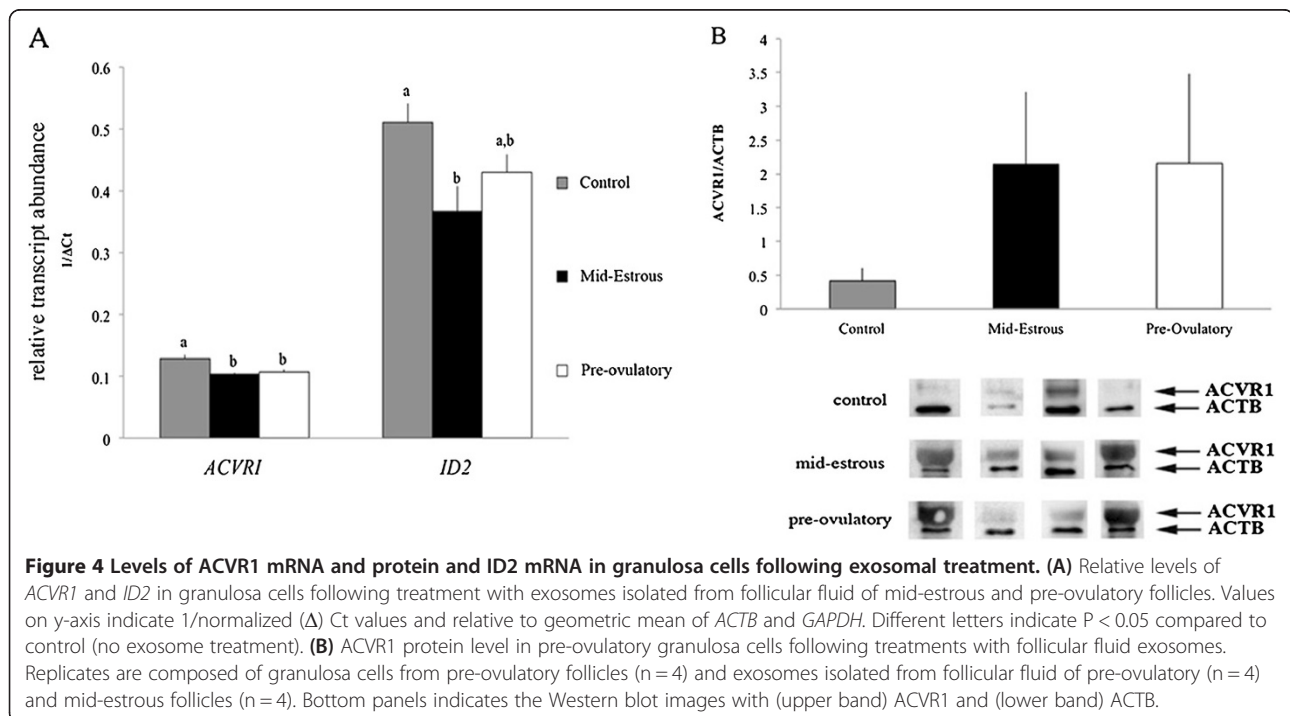 A
relative transcript abundance
1/ΔCt
0.6
0.5
0.4
0.3
0.2
0.1
0
a
b
b
a
b
a,b
ACVRI
ID2
Control
Mid-Estrous
Pre-ovulatory
B
ACVR1/ACTB
4
3.5
3
2.5
2
1.5
1
0.5
0
Control
Mid-Estrous
Pre-Ovulatory
control
ACVR1
ACTB
mid-estrous
ACVR1
ACTB
pre-ovulatory
ACVR1
ACTB
Figure 4 Levels of ACVR1 mRNA and protein and ID2 mRNA in granulosa cells following exosomal treatment. (A) Relative levels of
ACVR1 and ID2 in granulosa cells following treatment with exosomes isolated from follicular fluid of mid-estrous and pre-ovulatory follicles. Values
on y-axis indicate 1/normalized (Δ) Ct values and relative to geometric mean of ACTB and GAPDH. Different letters indicate P < 0.05 compared to
control (no exosome treatment). (B) ACVR1 protein level in pre-ovulatory granulosa cells following treatments with follicular fluid exosomes.
Replicates are composed of granulosa cells from pre-ovulatory follicles (n = 4) and exosomes isolated from follicular fluid of pre-ovulatory (n = 4)
and mid-estrous follicles (n = 4). Bottom panels indicates the Western blot images with (upper band) ACVR1 and (lower band) ACTB.